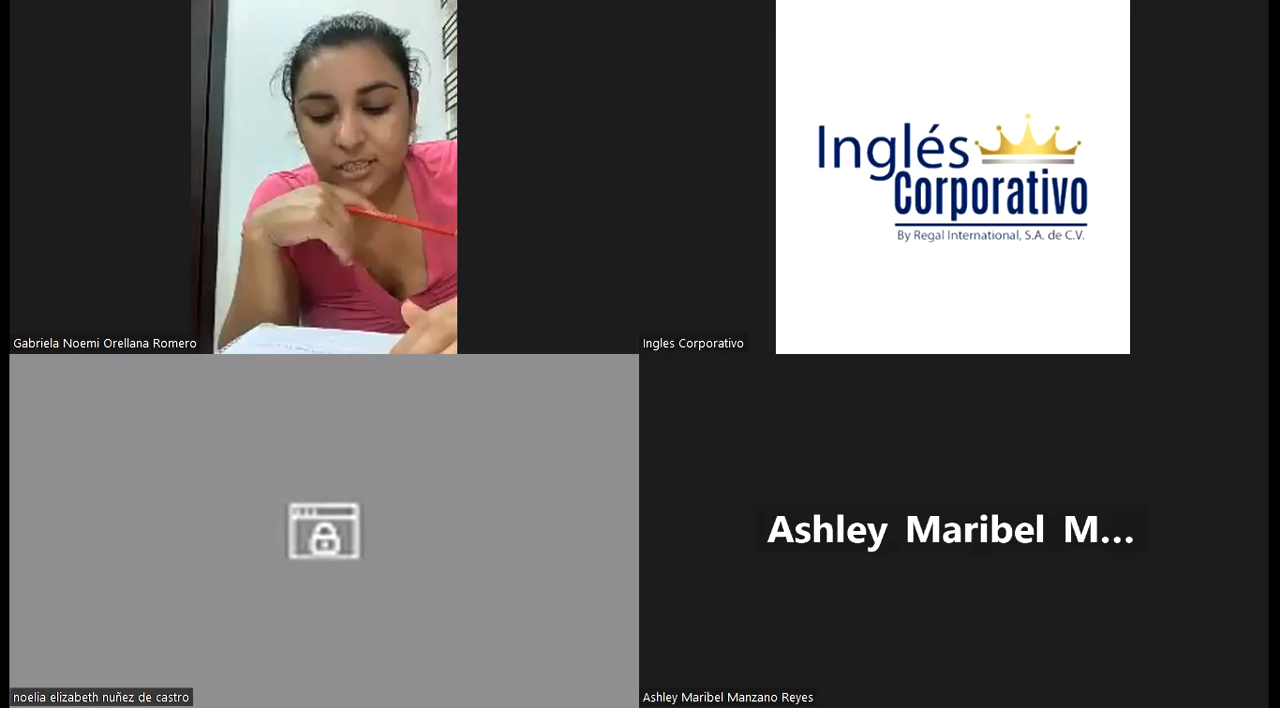 Gabriela Noemi Orellana Romero
Inglés
Corporativo
By Regal International, S.A. de C.V.
Ingles Corporativo
noelia elizabeth nuñez de castro
Ashley Maribel M...
Ashley Maribel Manzano Reyes